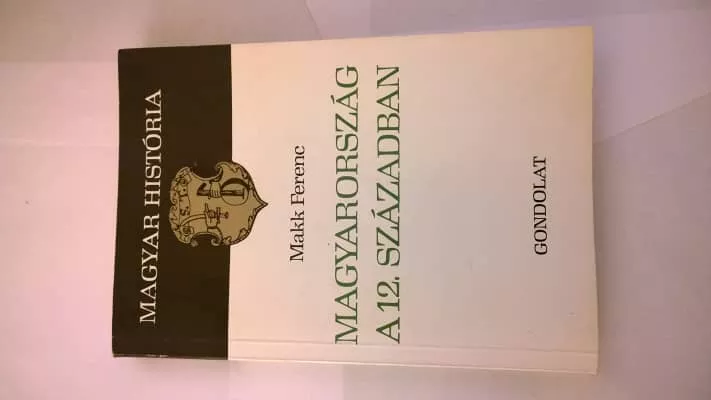 MAGYAR HISTÓRIA
Makk Ferenc
MAGYARORSZÁG
A 12. SZÁZADBAN
GONDOLAT